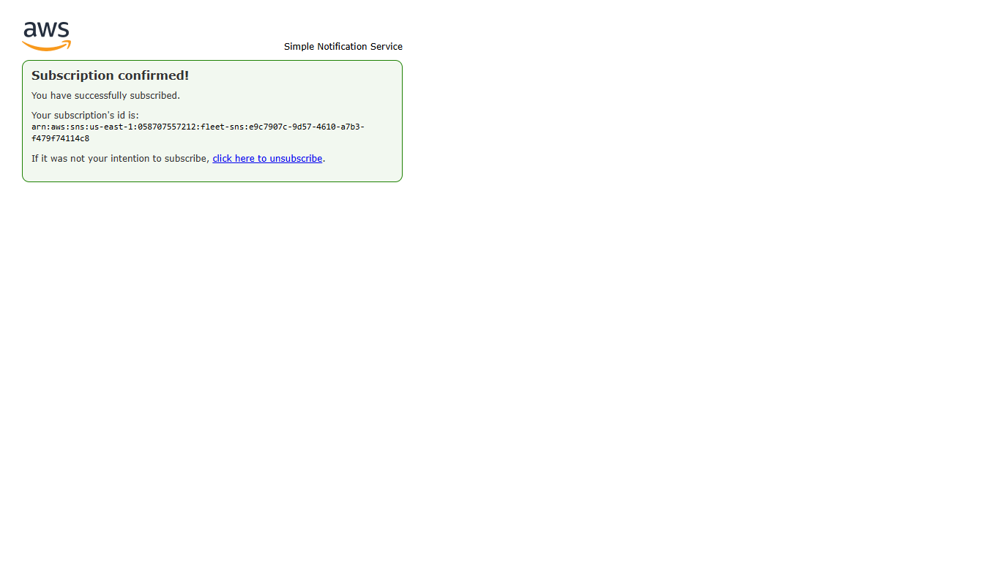 aws
Simple Notification Service
Subscription confirmed!
You have successfully subscribed.
Your subscription's id is:
arn:aws:sns:us-east-1:058707557212:fleet-sns:e9c7907c-9d57-4610-a7b3-
f479f74114c8
If it was not your intention to subscribe, click here to unsubscribe.